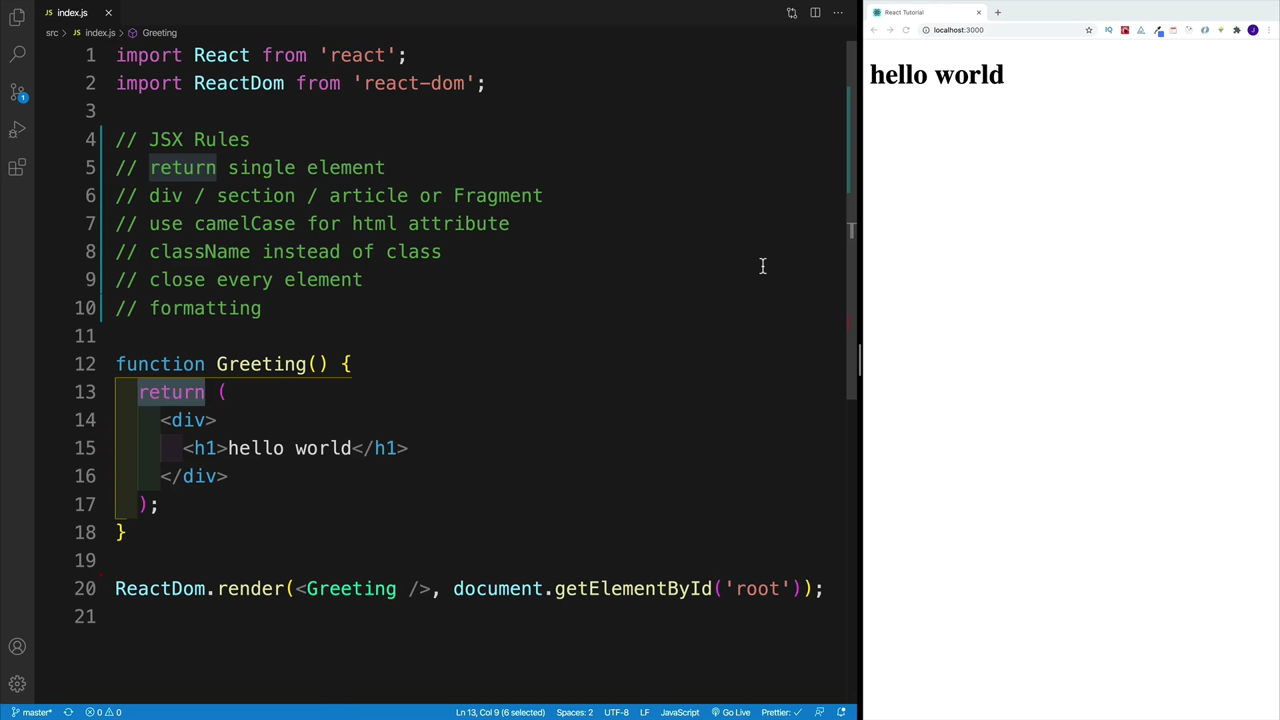 index.js
src > index.js > Greeting
1 import React from 'react';
2 import ReactDom from 'react-dom';
3
4 // JSX Rules
5 // return single element
6 // div / section / article or Fragment
7 // use camelCase for html attribute
8 // className instead of class
9 // close every element
10 // formatting
11
12 function Greeting() {
13 return (
14 <div>
15 <h1>hello world</h1>
16 </div>
17 );
18 }
19
20 ReactDom.render(<Greeting />, document.getElementById('root'));
21
1
master* 0 0 Ln 13, Col 9 (6 selected) Spaces: 2 UTF-8 LF JavaScript Go Live Prettier: ✓
React Tutorial
localhost:3000
IQ
J
hello world